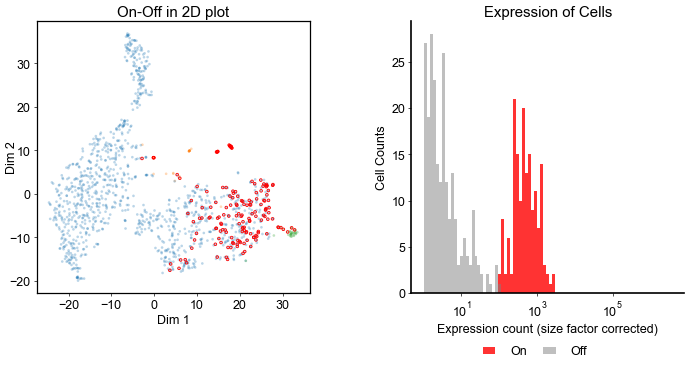 On-Off in 2D plot
Dim 2
30
20
10
0
−10
−20
−20 −10 0 10 20 30
Dim 1
Expression of Cells
Cell Counts
25
20
15
10
5
0
10^1 10^3 10^5
Expression count (size factor corrected)
On Off